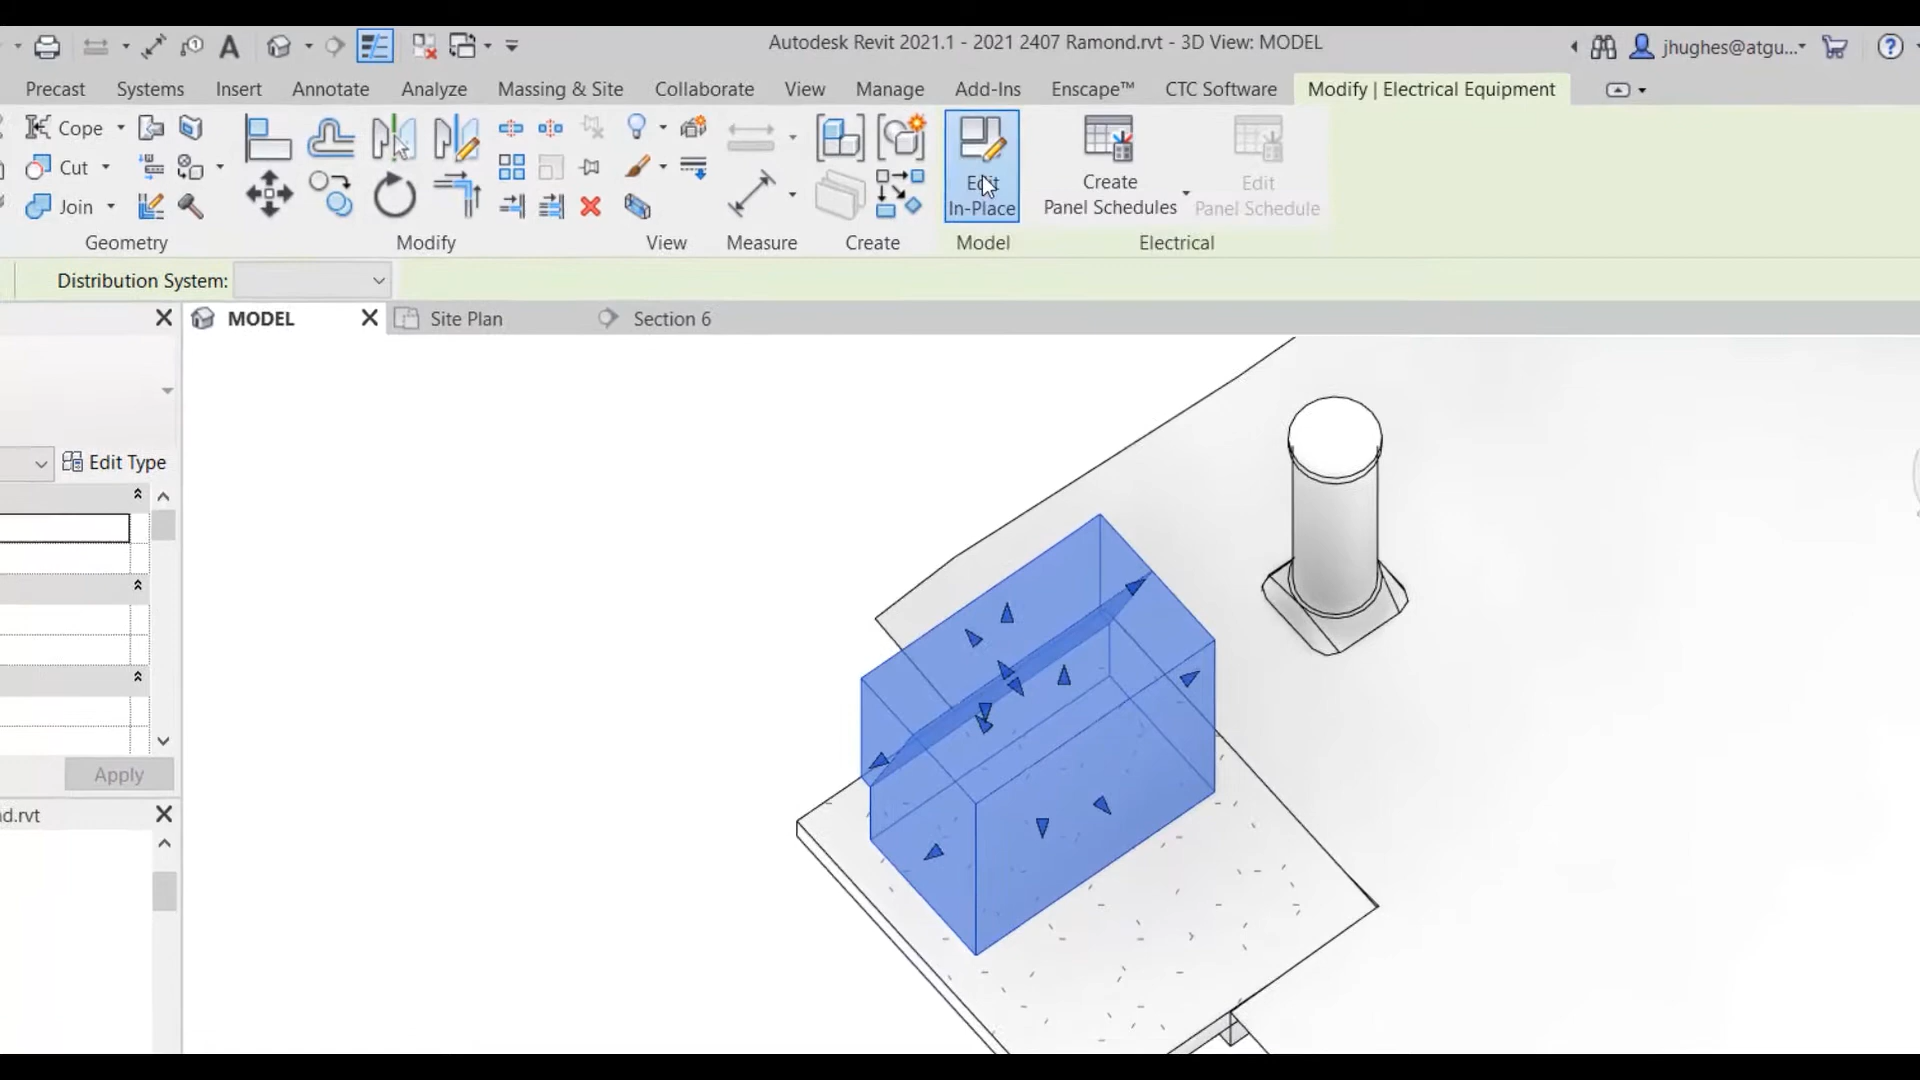 Autodesk Revit 2021.1 - 2021 2407 Ramond.rvt - 3D View: MODEL
jhughes@atgu...
Precast Systems Insert Annotate Analyze Massing & Site Collaborate View Manage Add-Ins Enscape™ CTC Software Modify | Electrical Equipment
Cope
Cut
Join
Edit
In-Place
Create
Panel Schedules
Edit
Panel Schedule
Geometry Modify View Measure Create Model Electrical
Distribution System:
MODEL Site Plan Section 6
Edit Type
Apply
d.rvt